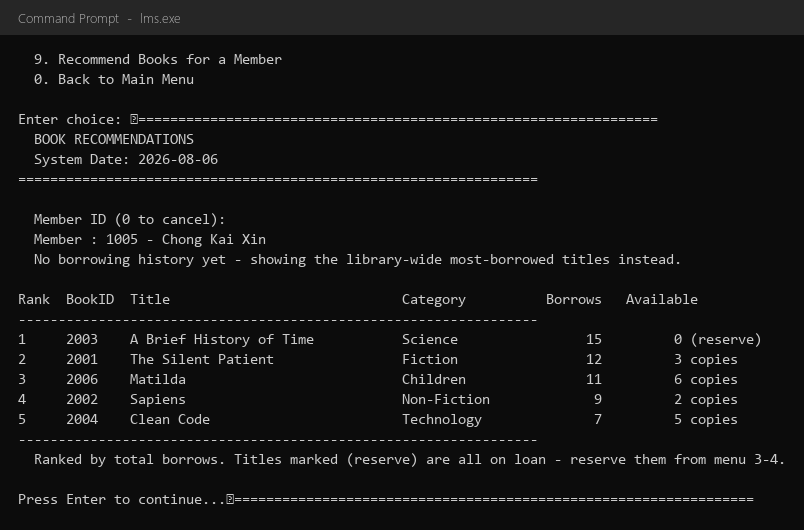 Command Prompt - lms.exe
9. Recommend Books for a Member
0. Back to Main Menu
Enter choice: =================================================================
BOOK RECOMMENDATIONS
System Date: 2026-08-06
=================================================================
Member ID (0 to cancel):
Member : 1005 - Chong Kai Xin
No borrowing history yet - showing the library-wide most-borrowed titles instead.
Rank BookID Title Category Borrows Available
-----------------------------------------------------------------
1 2003 A Brief History of Time Science 15 0 (reserve)
2 2001 The Silent Patient Fiction 12 3 copies
3 2006 Matilda Children 11 6 copies
4 2002 Sapiens Non-Fiction 9 2 copies
5 2004 Clean Code Technology 7 5 copies
-----------------------------------------------------------------
Ranked by total borrows. Titles marked (reserve) are all on loan - reserve them from menu 3-4.
Press Enter to continue...=================================================================